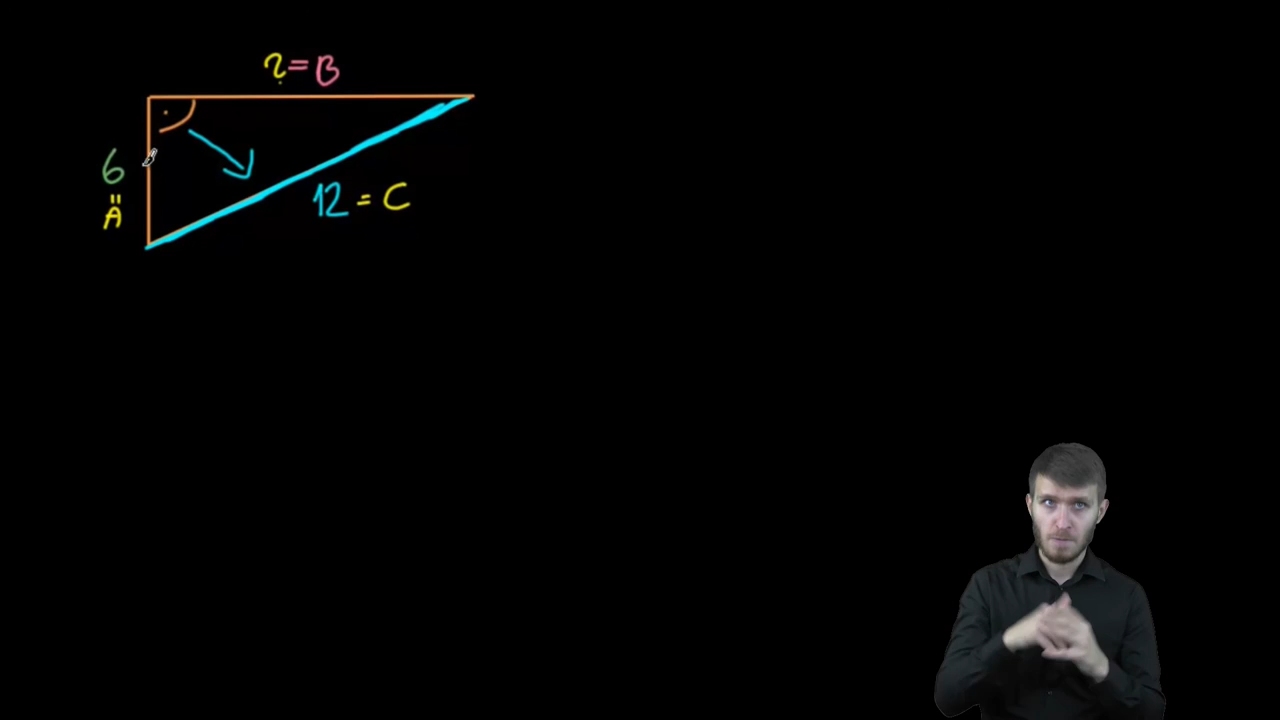 ?=B
6
=
A
12 = C